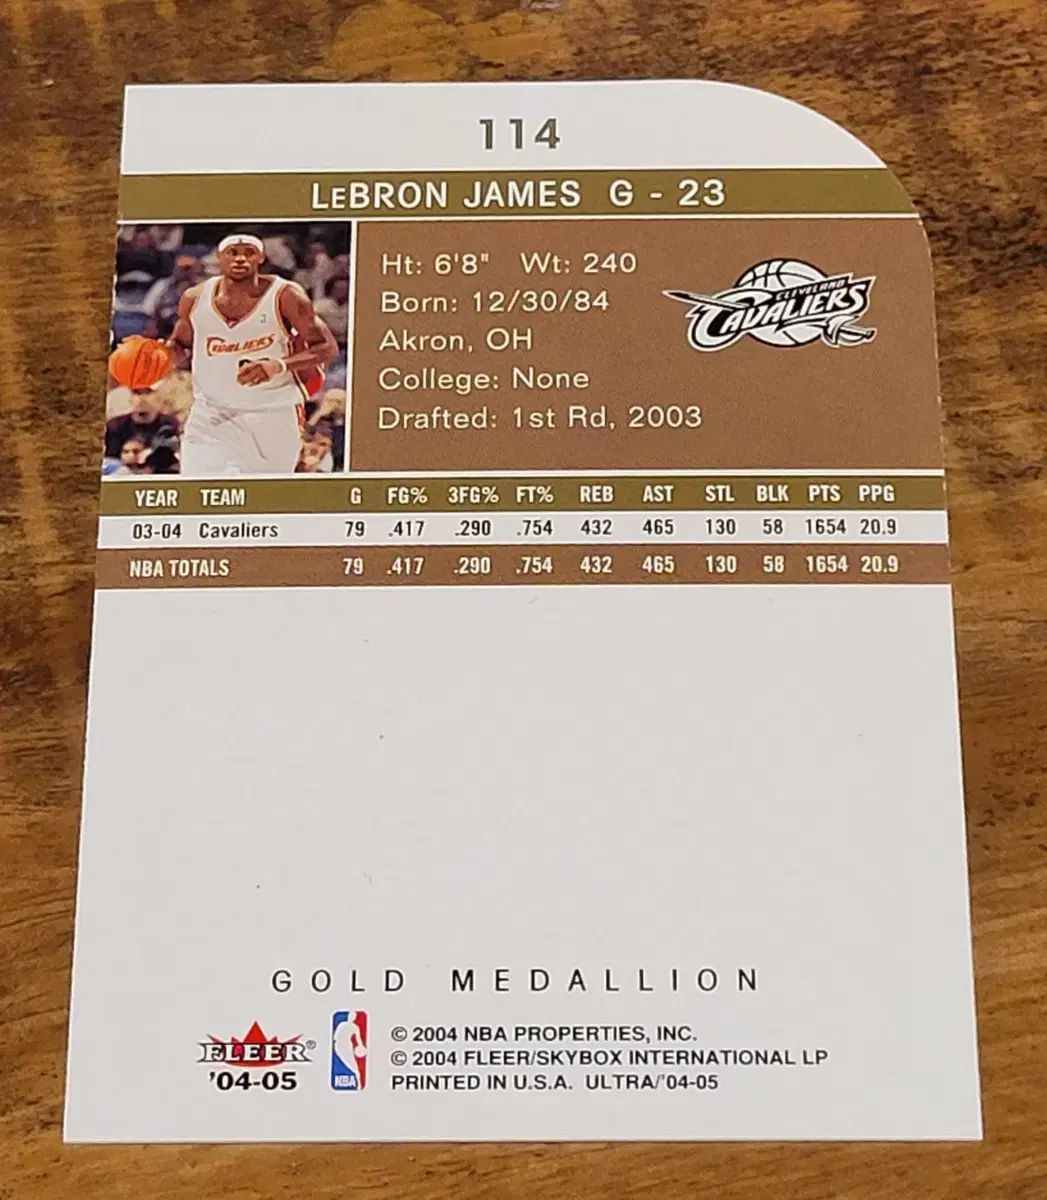 114
LeBRON JAMES G - 23
Ht: 6'8" Wt: 240
Born: 12/30/84
Akron, OH
College: None
Drafted: 1st Rd, 2003
CLEVELAND
CAVALIERS
CAVALIERS
YEAR TEAM G FG% 3FG% FT% REB AST STL BLK PTS PPG
03-04 Cavaliers 79 .417 .290 .754 432 465 130 58 1654 20.9
NBA TOTALS 79 .417 .290 .754 432 465 130 58 1654 20.9
GOLD MEDALLION
FLEER®
'04-05
NBA
© 2004 NBA PROPERTIES, INC.
© 2004 FLEER/SKYBOX INTERNATIONAL LP
PRINTED IN U.S.A. ULTRA/'04-05